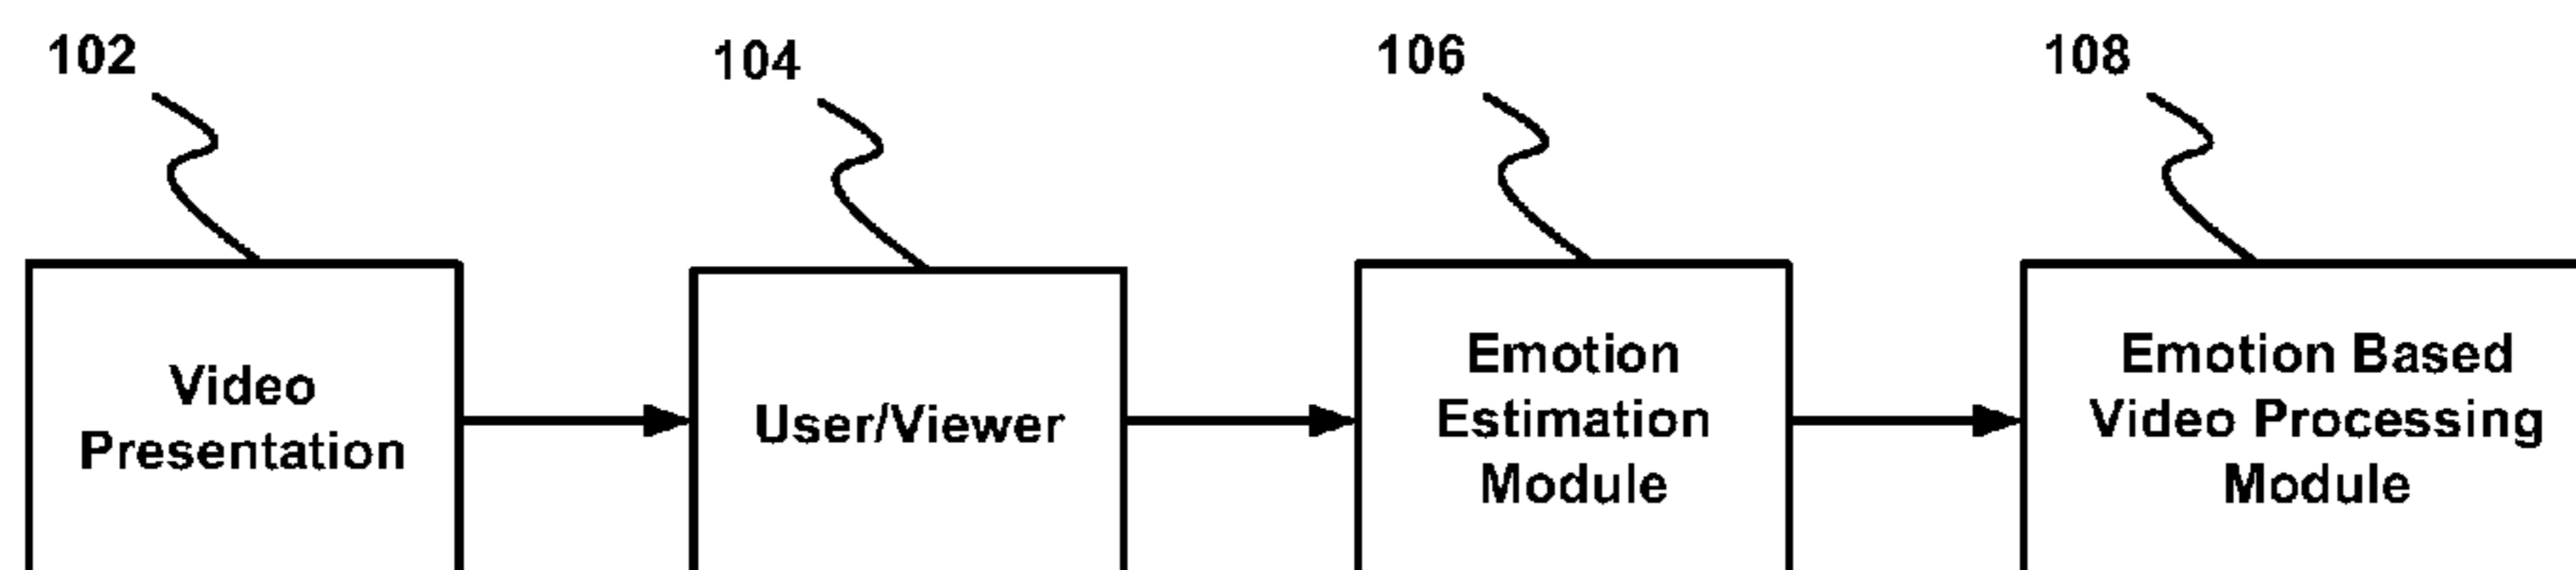 102
104
106
108
Video
Presentation
User/Viewer
Emotion
Estimation
Module
Emotion Based
Video Processing
Module